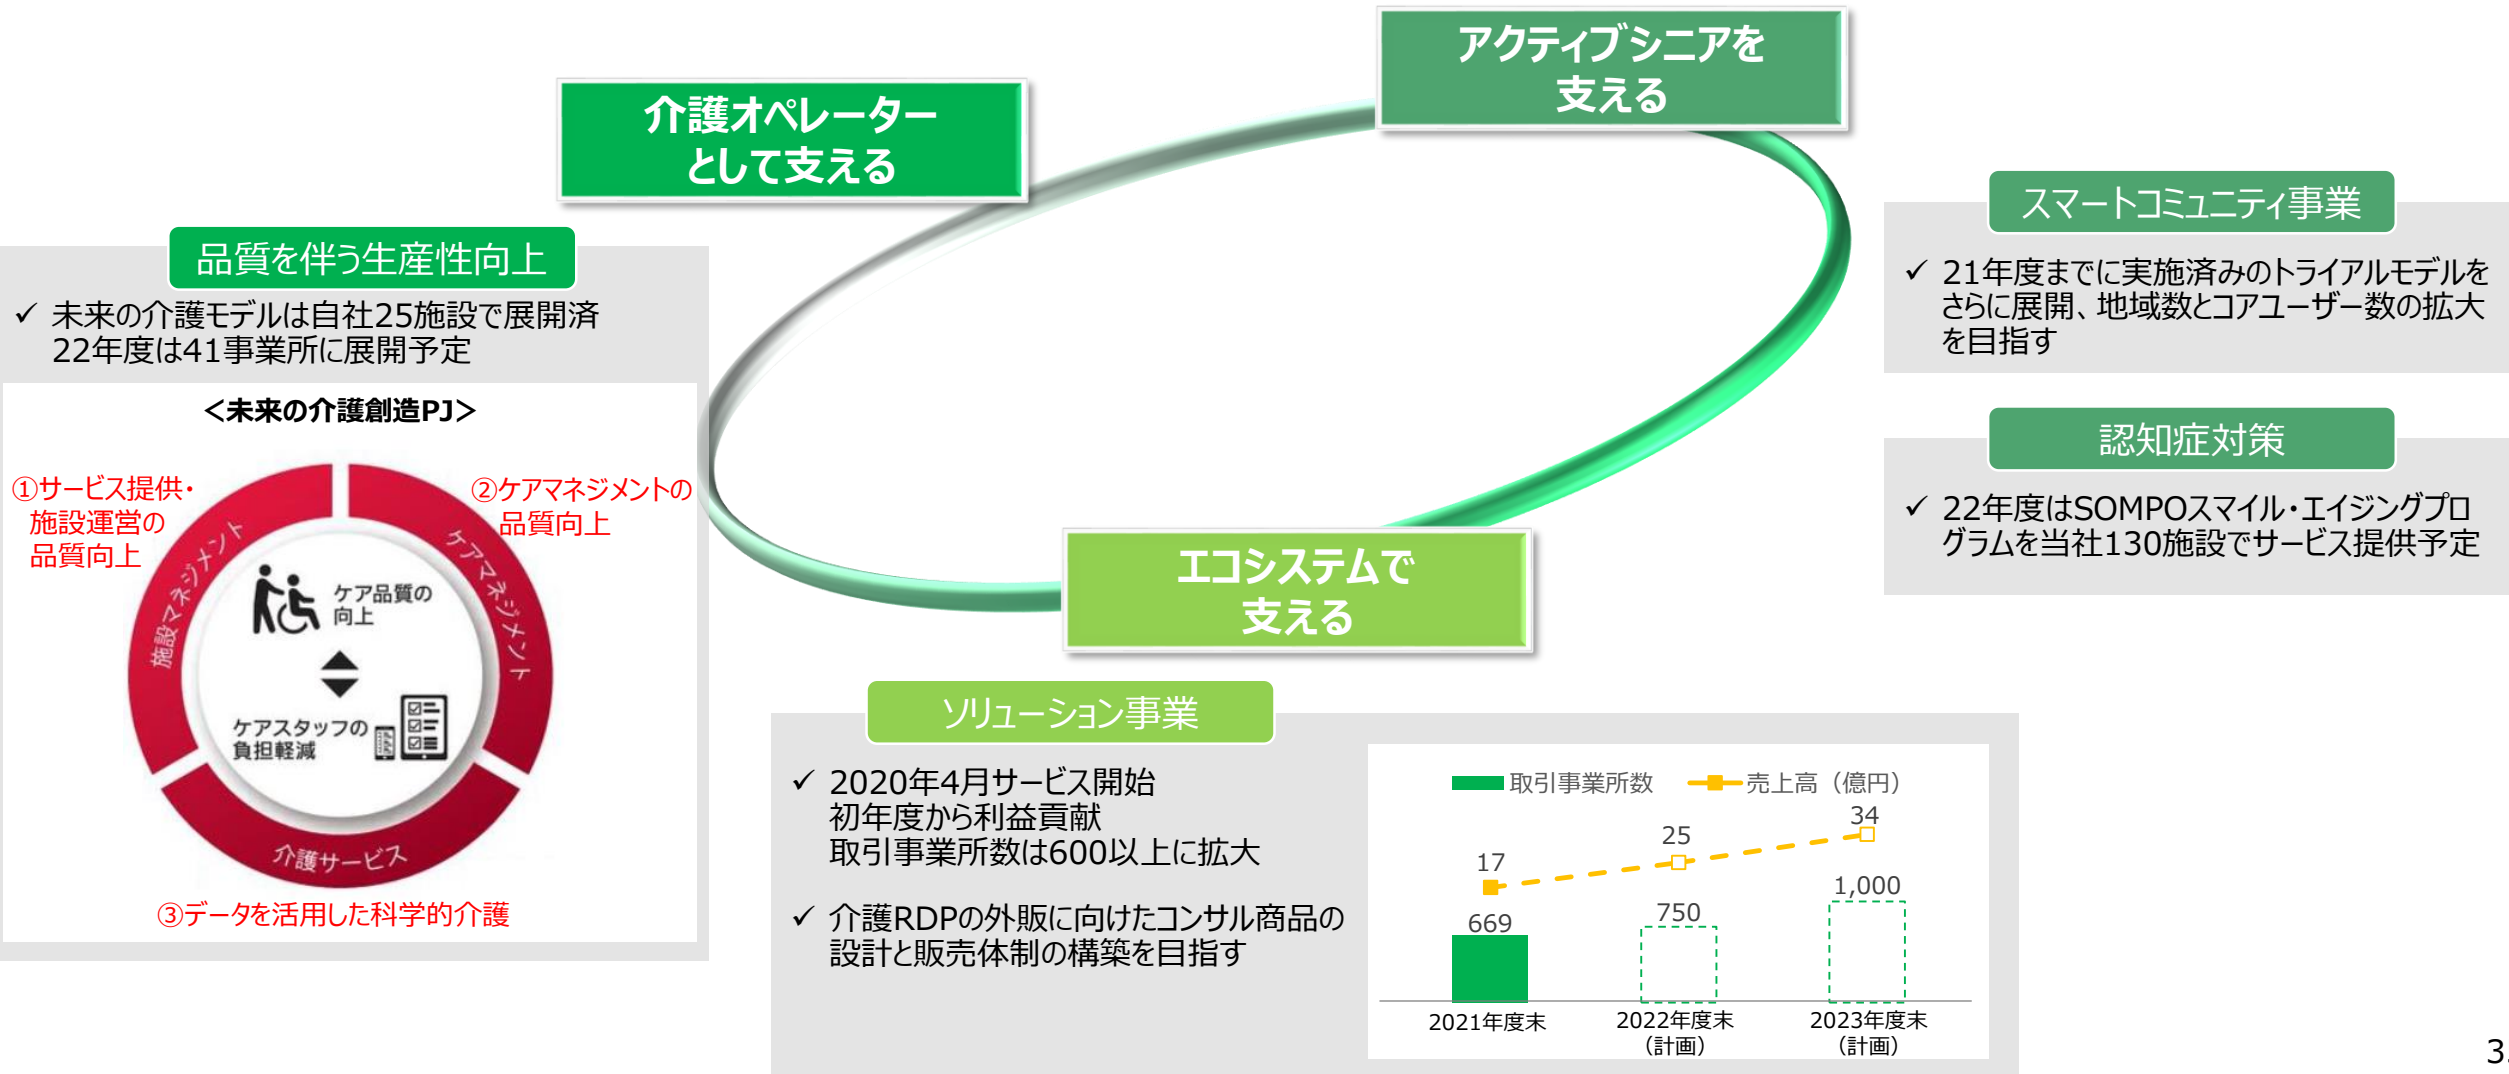 アクティブシニアを
支える
介護オペレーター
として支える
品質を伴う生産性向上
✓ 未来の介護モデルは自社25施設で展開済
22年度は41事業所に展開予定
＜未来の介護創造PJ＞
①サービス提供・
施設運営の
品質向上
②ケアマネジメントの
品質向上
施設マネジメント
ケアマネジメント
ケア品質の
向上
ケアスタッフの
負担軽減
介護サービス
③データを活用した科学的介護
スマートコミュニティ事業
✓ 21年度までに実施済みのトライアルモデルを
さらに展開、地域数とコアユーザー数の拡大
を目指す
認知症対策
✓ 22年度はSOMPOスマイル・エイジングプロ
グラムを当社130施設でサービス提供予定
エコシステムで
支える
ソリューション事業
✓ 2020年4月サービス開始
初年度から利益貢献
取引事業所数は600以上に拡大
✓ 介護RDPの外販に向けたコンサル商品の
設計と販売体制の構築を目指す
取引事業所数 売上高（億円）
17 25 34
669 750 1,000
2021年度末 2022年度末 2023年度末
（計画） （計画）